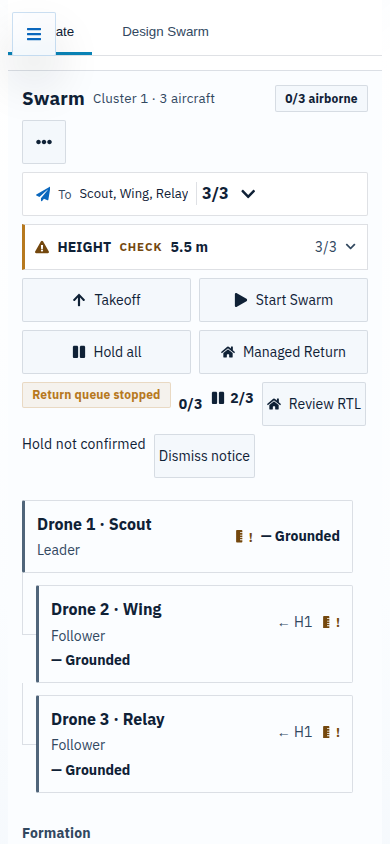 ate Design Swarm
Swarm Cluster 1 · 3 aircraft 0/3 airborne
•••
To Scout, Wing, Relay 3/3
HEIGHT CHECK 5.5 m 3/3
Takeoff Start Swarm
Hold all Managed Return
Return queue stopped 0/3 2/3 Review RTL
Hold not confirmed Dismiss notice
Drone 1 · Scout
Leader
! — Grounded
Drone 2 · Wing
Follower
← H1 !
— Grounded
Drone 3 · Relay
Follower
← H1 !
— Grounded
Formation